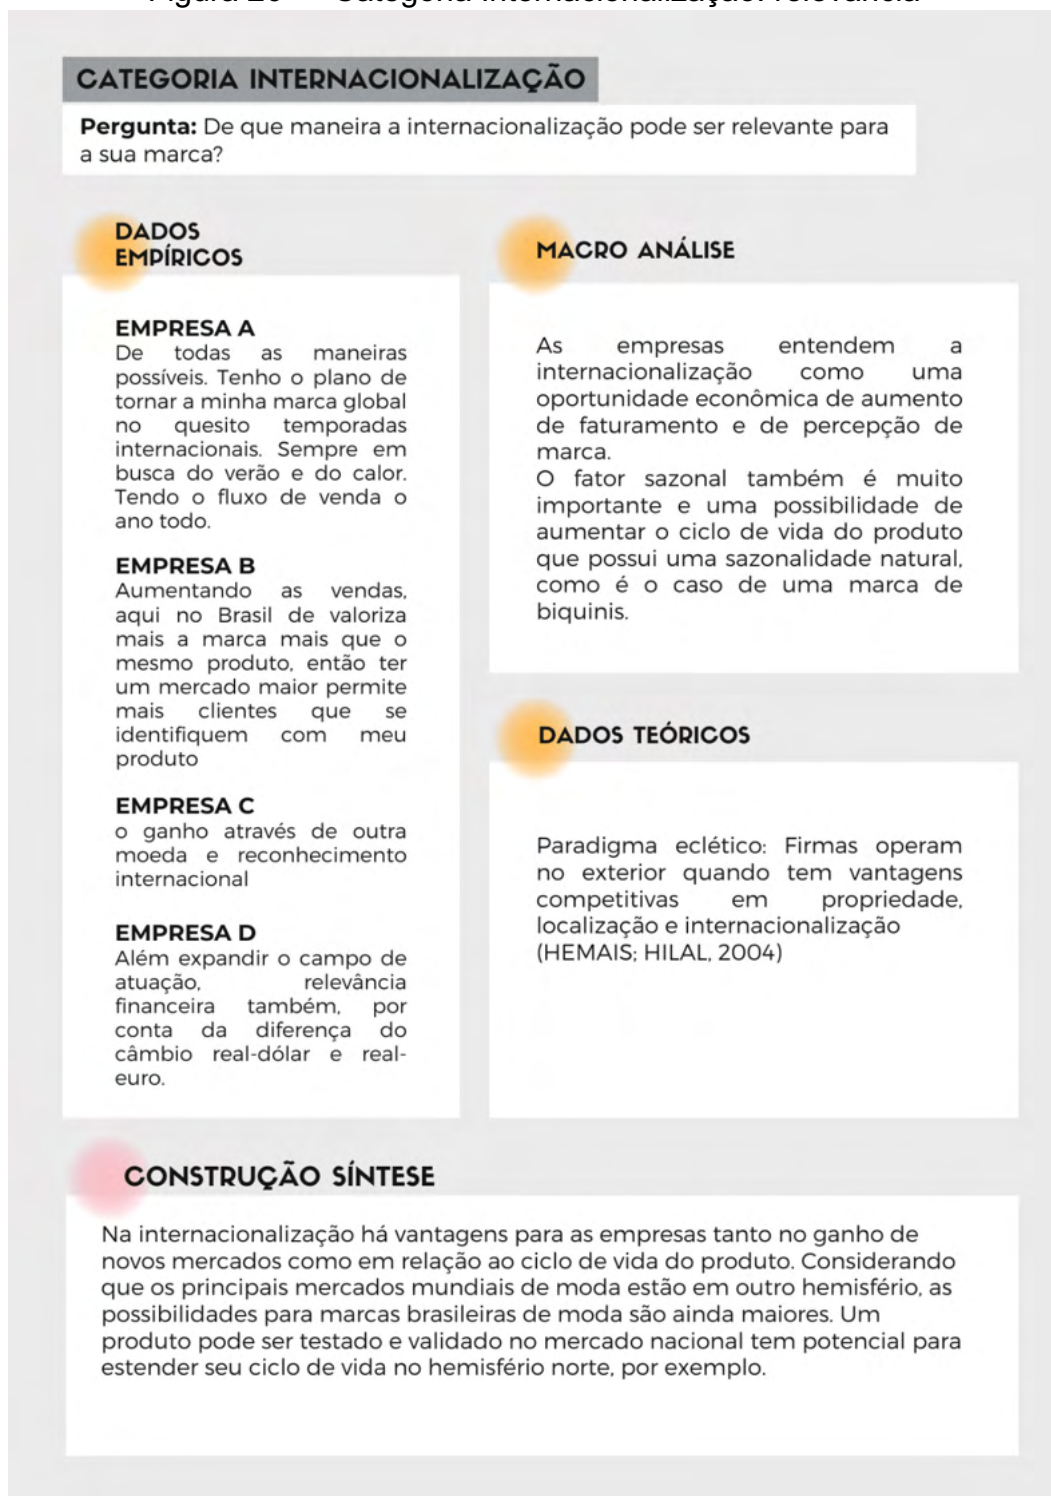 CATEGORIA INTERNACIONALIZAÇÃO
Pergunta: De que maneira a internacionalização pode ser relevante para
a sua marca?
DADOS
EMPÍRICOS
EMPRESA A
De todas as maneiras
possíveis. Tenho o plano de
tornar a minha marca global
no quesito temporadas
internacionais. Sempre em
busca do verão e do calor.
Tendo o fluxo de venda o
ano todo.
EMPRESA B
Aumentando as vendas,
aqui no Brasil de valoriza
mais a marca mais que o
mesmo produto, então ter
um mercado maior permite
mais clientes que se
identifiquem com meu
produto
EMPRESA C
o ganho através de outra
moeda e reconhecimento
internacional
EMPRESA D
Além expandir o campo de
atuação, relevância
financeira também, por
conta da diferença do
câmbio real-dólar e real-
euro.
MACRO ANÁLISE
As empresas entendem a
internacionalização como uma
oportunidade econômica de aumento
de faturamento e de percepção de
marca.
O fator sazonal também é muito
importante e uma possibilidade de
aumentar o ciclo de vida do produto
que possui uma sazonalidade natural,
como é o caso de uma marca de
biquinis.
DADOS TEÓRICOS
Paradigma eclético: Firmas operam
no exterior quando tem vantagens
competitivas em propriedade,
localização e internacionalização
(HEMAIS; HILAL, 2004)
CONSTRUÇÃO SÍNTESE
Na internacionalização há vantagens para as empresas tanto no ganho de
novos mercados como em relação ao ciclo de vida do produto. Considerando
que os principais mercados mundiais de moda estão em outro hemisfério, as
possibilidades para marcas brasileiras de moda são ainda maiores. Um
produto pode ser testado e validado no mercado nacional tem potencial para
estender seu ciclo de vida no hemisfério norte, por exemplo.